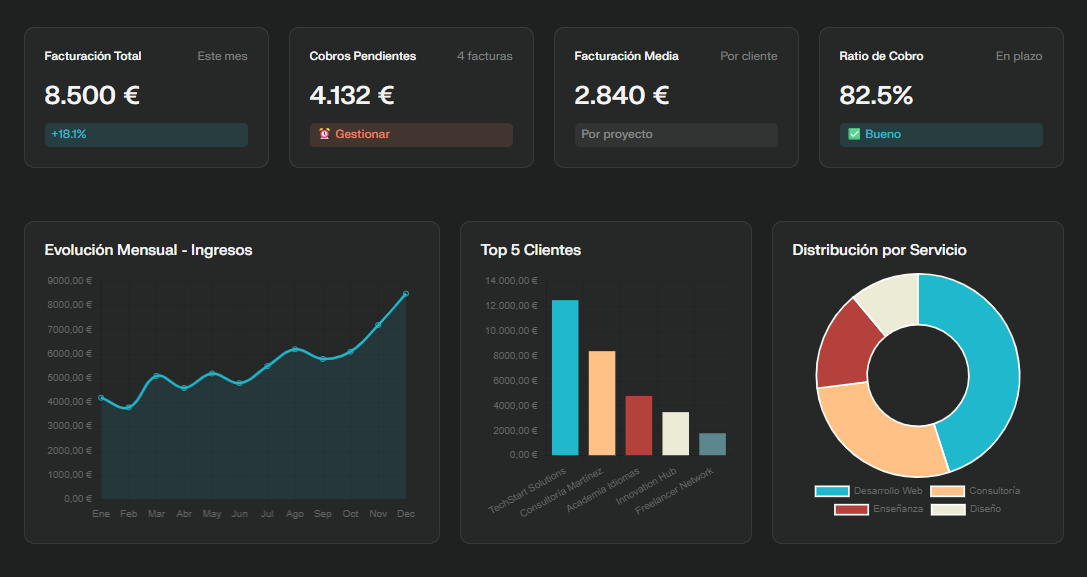 Facturación Total Este mes
8.500 €
+18.1%
Cobros Pendientes 4 facturas
4.132 €
⏰ Gestionar
Facturación Media Por cliente
2.840 €
Por proyecto
Ratio de Cobro En plazo
82.5%
✅ Bueno
Evolución Mensual - Ingresos
9000,00 €
8000,00 €
7000,00 €
6000,00 €
5000,00 €
4000,00 €
3000,00 €
2000,00 €
1000,00 €
0,00 €
Ene Feb Mar Abr May Jun Jul Ago Sep Oct Nov Dec
Top 5 Clientes
14.000,00 €
12.000,00 €
10.000,00 €
8000,00 €
6000,00 €
4000,00 €
2000,00 €
0,00 €
TechStart Solutions
Consultoría Martínez
Academia Idiomas
Innovation Hub
Freelancer Network
Distribución por Servicio
Desarrollo Web Consultoría
Enseñanza Diseño